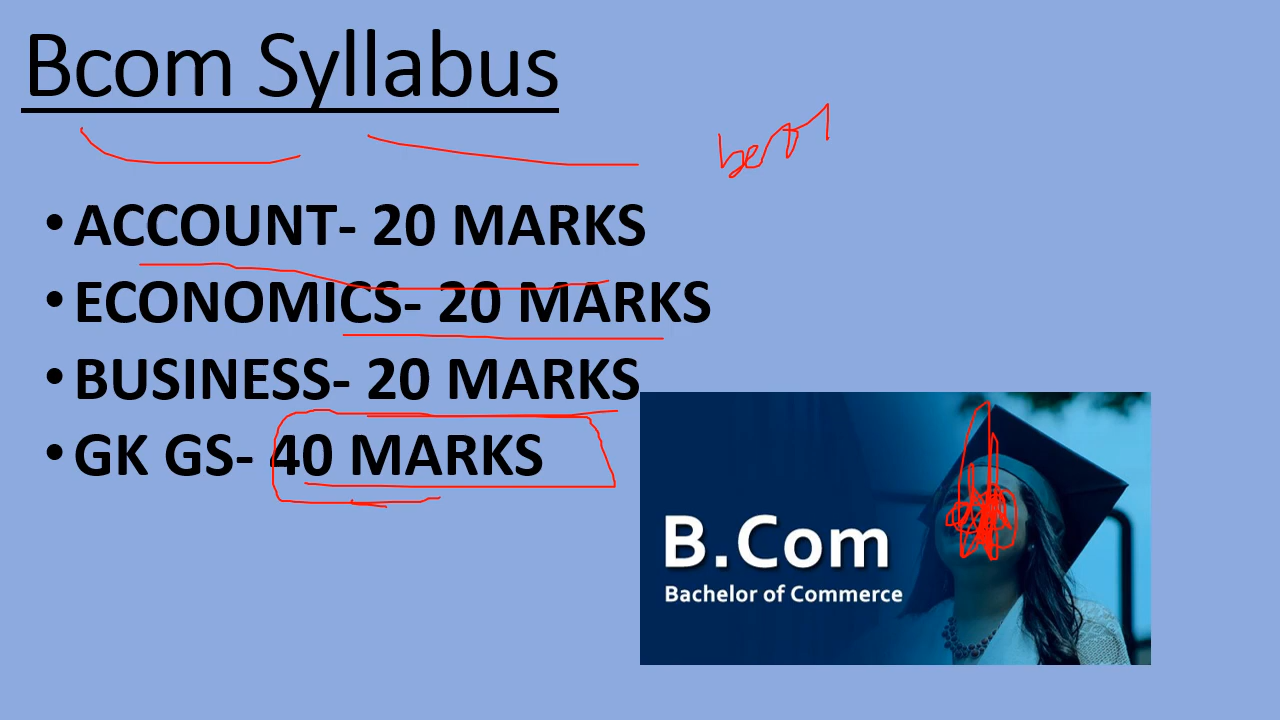 Bcom Syllabus
• ACCOUNT- 20 MARKS
• ECONOMICS- 20 MARKS
• BUSINESS- 20 MARKS
• GK GS- 40 MARKS
B.Com
Bachelor of Commerce